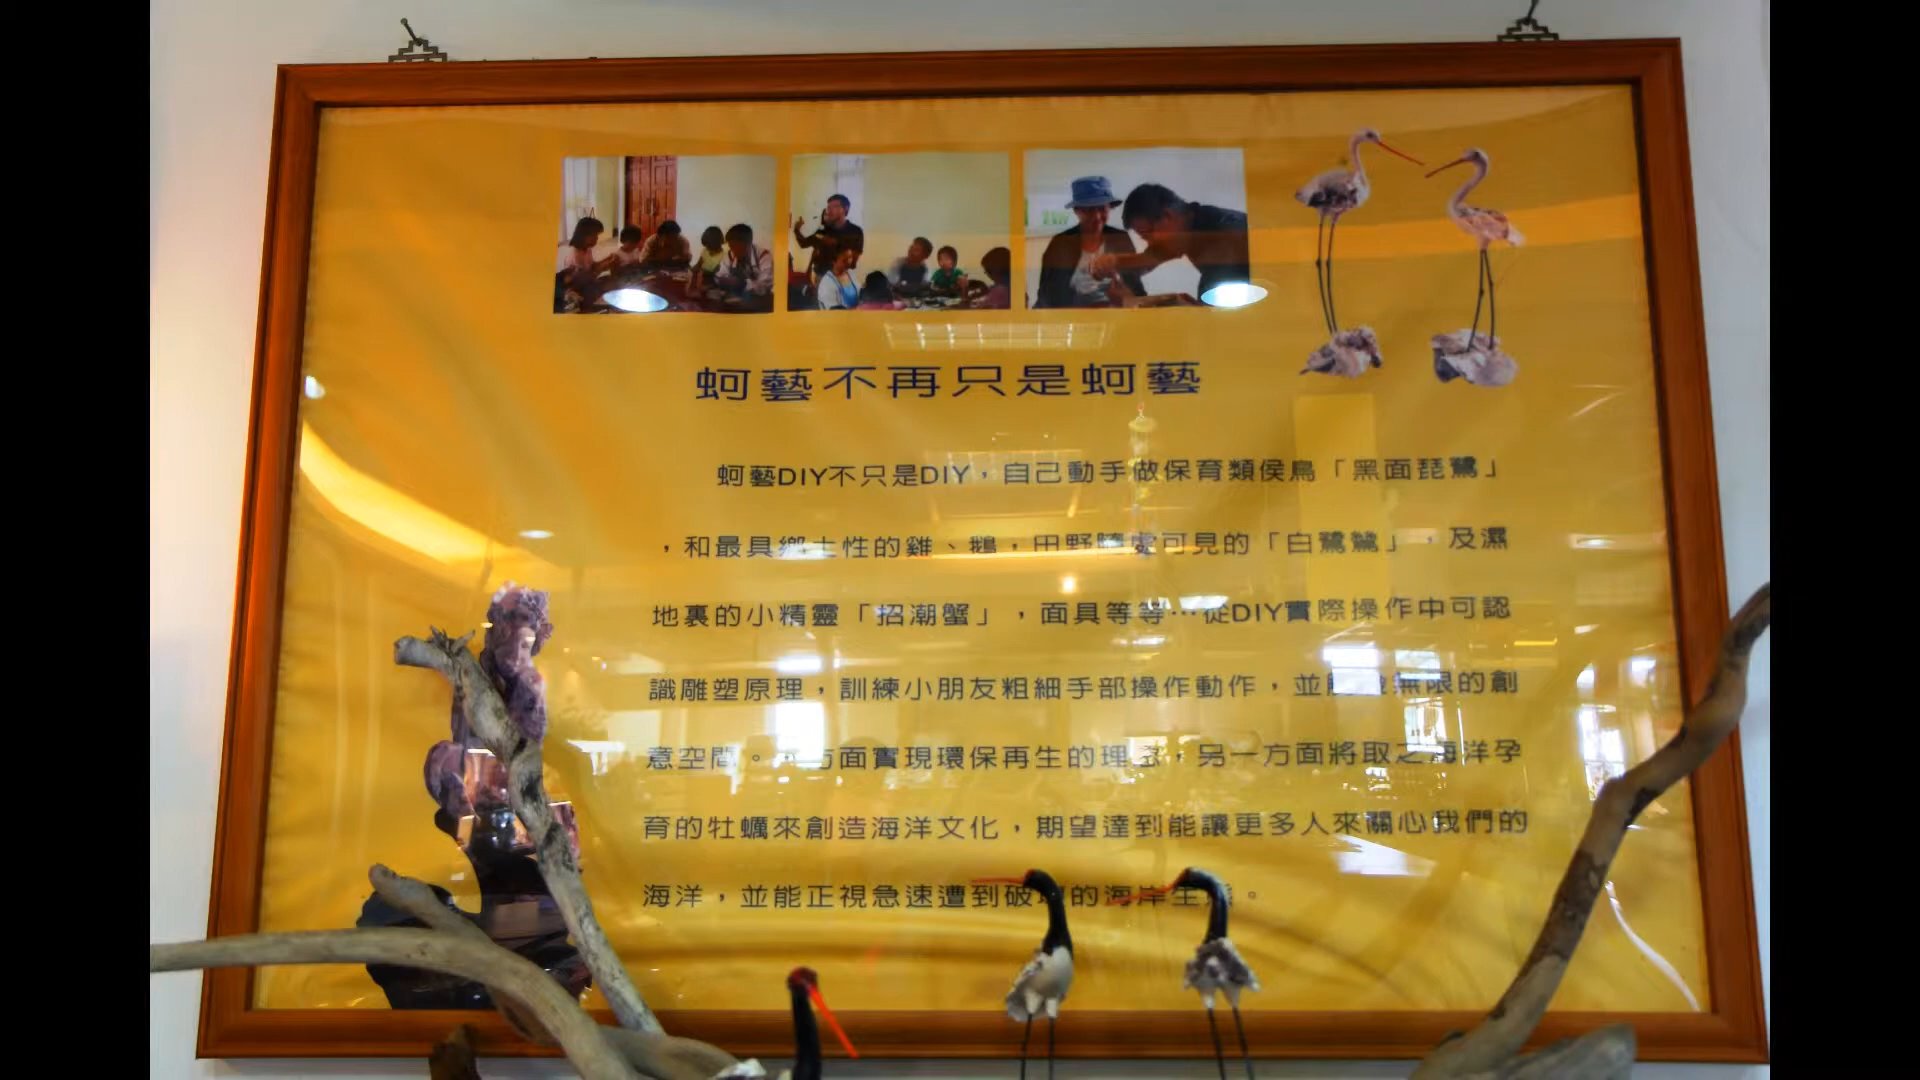 蚵藝不再只是蚵藝
蚵藝DIY不只是DIY，自己動手做保育類侯鳥「黑面琵鷺」
，和最具鄉土性的雞、鵝，田野隨處可見的「白鷺鷥」，及濕
地裏的小精靈「招潮蟹」，面具等等…從DIY實際操作中可認
識雕塑原理，訓練小朋友粗細手部操作動作，並無限的創
意空間。方面實現環保再生的理念，另一方面將取之海洋孕
育的牡蠣來創造海洋文化，期望達到能讓更多人來關心我們的
海洋，並能正視急速遭到破的海岸生。